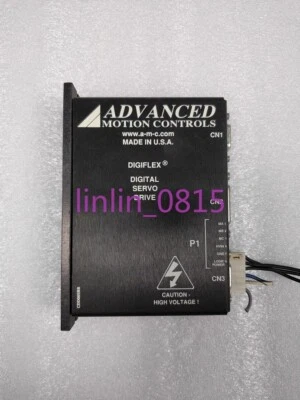 ADVANCED
MOTION CONTROLS
www.a-m-c.com
MADE IN U.S.A.
CN1
DIGIFLEX®
DIGITAL
SERVO
DRIVE
linlin_0815
P1
CN3
CAUTION -
HIGH VOLTAGE !